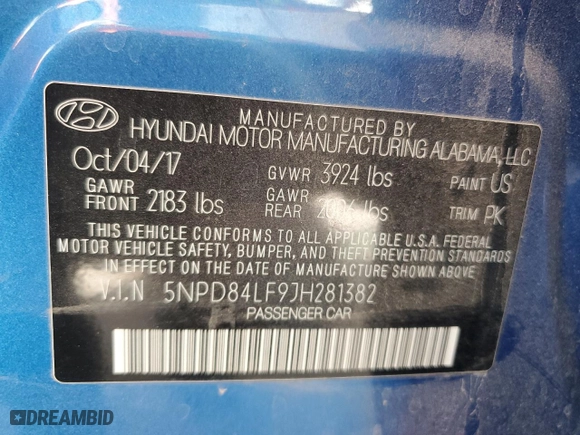 MANUFACTURED BY
HYUNDAI MOTOR MANUFACTURING ALABAMA, LLC
Oct/04/17 GVWR 3924 lbs PAINT US
GAWR FRONT 2183 lbs GAWR REAR lbs TRIM PK
THIS VEHICLE CONFORMS TO ALL APPLICABLE U.S.A. FEDERAL
MOTOR VEHICLE SAFETY, BUMPER, AND THEFT PREVENTION STANDARDS
IN EFFECT ON THE DATE OF MANUFACTURE SHOWN ABOVE.
V.I.N 5NPD84LF9JH281382
PASSENGER CAR
DREAMBID